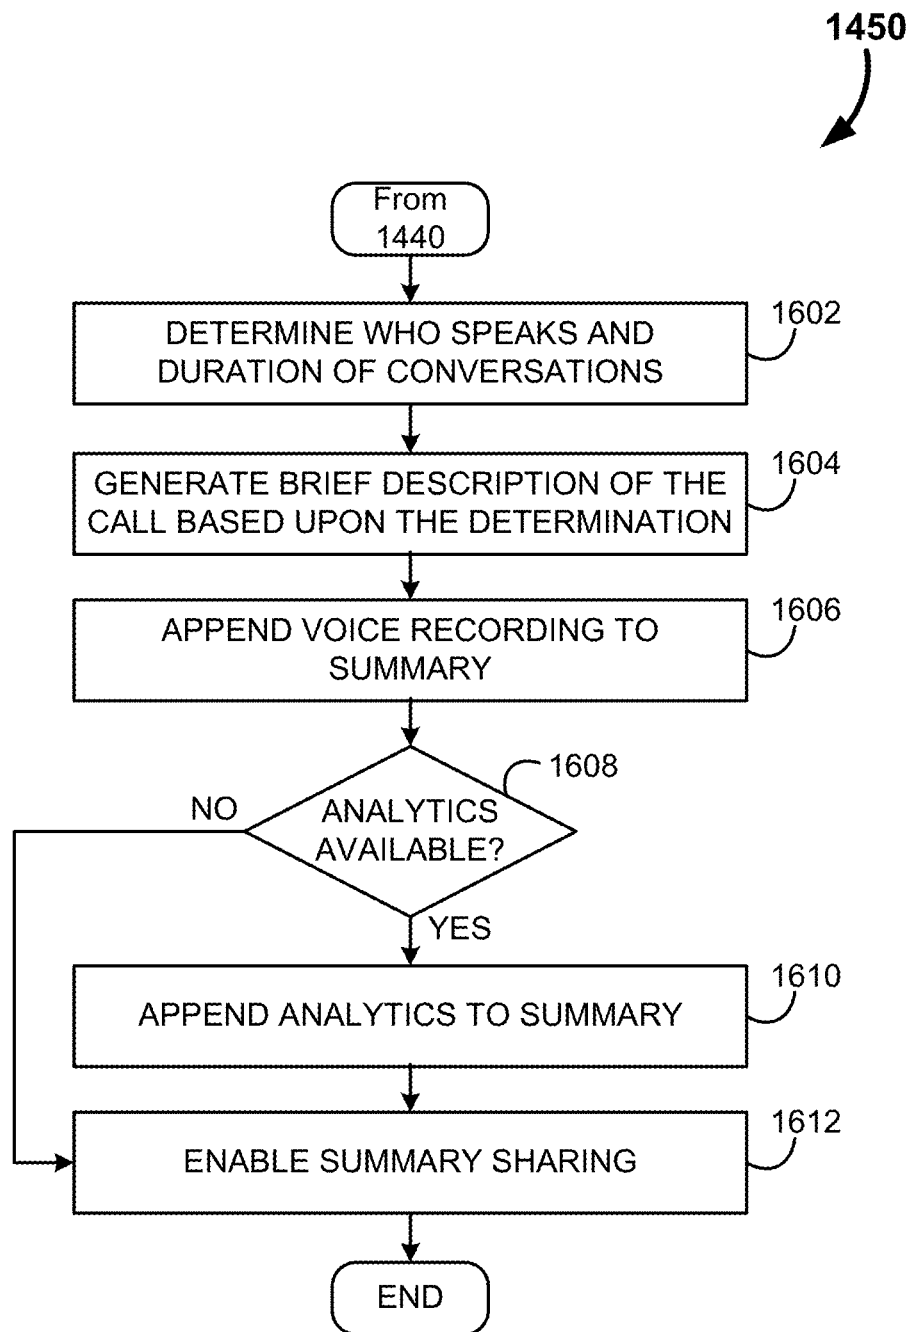 1450
From
1440
DETERMINE WHO SPEAKS AND
DURATION OF CONVERSATIONS
1602
GENERATE BRIEF DESCRIPTION OF THE
CALL BASED UPON THE DETERMINATION
1604
APPEND VOICE RECORDING TO
SUMMARY
1606
ANALYTICS
AVAILABLE?
1608
NO
YES
APPEND ANALYTICS TO SUMMARY
1610
ENABLE SUMMARY SHARING
1612
END